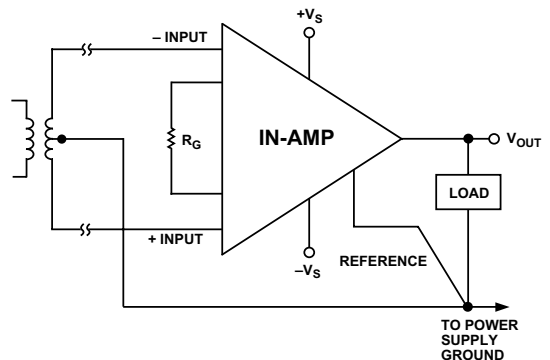 +VS
– INPUT
RG
IN-AMP
VOUT
LOAD
+ INPUT
–VS
REFERENCE
TO POWER
SUPPLY
GROUND